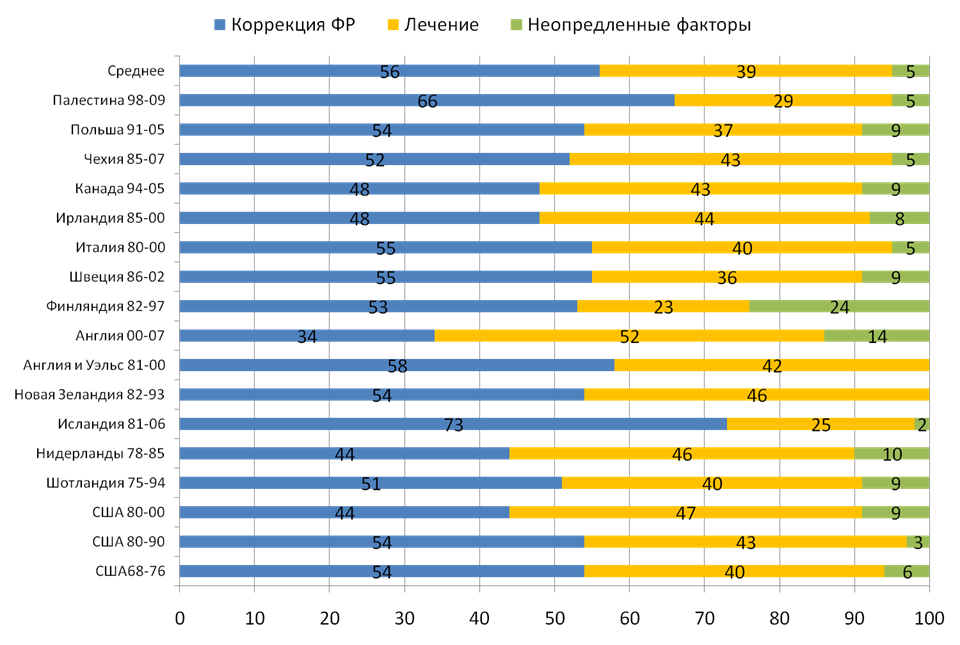 Коррекция ФР Лечение Неопредленные факторы
Среднее 56 39 5
Палестина 98-09 66 29 5
Польша 91-05 54 37 9
Чехия 85-07 52 43 5
Канада 94-05 48 43 9
Ирландия 85-00 48 44 8
Италия 80-00 55 40 5
Швеция 86-02 55 36 9
Финляндия 82-97 53 23 24
Англия 00-07 34 52 14
Англия и Уэльс 81-00 58 42
Новая Зеландия 82-93 54 46
Исландия 81-06 73 25 2
Нидерланды 78-85 44 46 10
Шотландия 75-94 51 40 9
США 80-00 44 47 9
США 80-90 54 43 3
США68-76 54 40 6
0 10 20 30 40 50 60 70 80 90 100